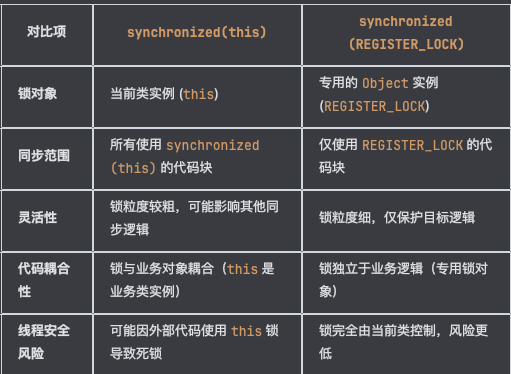 对比项
synchronized(this)
synchronized
(REGISTER_LOCK)
锁对象
当前类实例 (this)
专用的 Object 实例
(REGISTER_LOCK)
同步范围
所有使用 synchronized
(this) 的代码块
仅使用 REGISTER_LOCK 的代
码块
灵活性
锁粒度较粗，可能影响其他同
步逻辑
锁粒度细，仅保护目标逻辑
代码耦合
性
锁与业务对象耦合（this 是
业务类实例）
锁独立于业务逻辑（专用锁对
象）
线程安全
风险
可能因外部代码使用 this 锁
导致死锁
锁完全由当前类控制，风险更
低